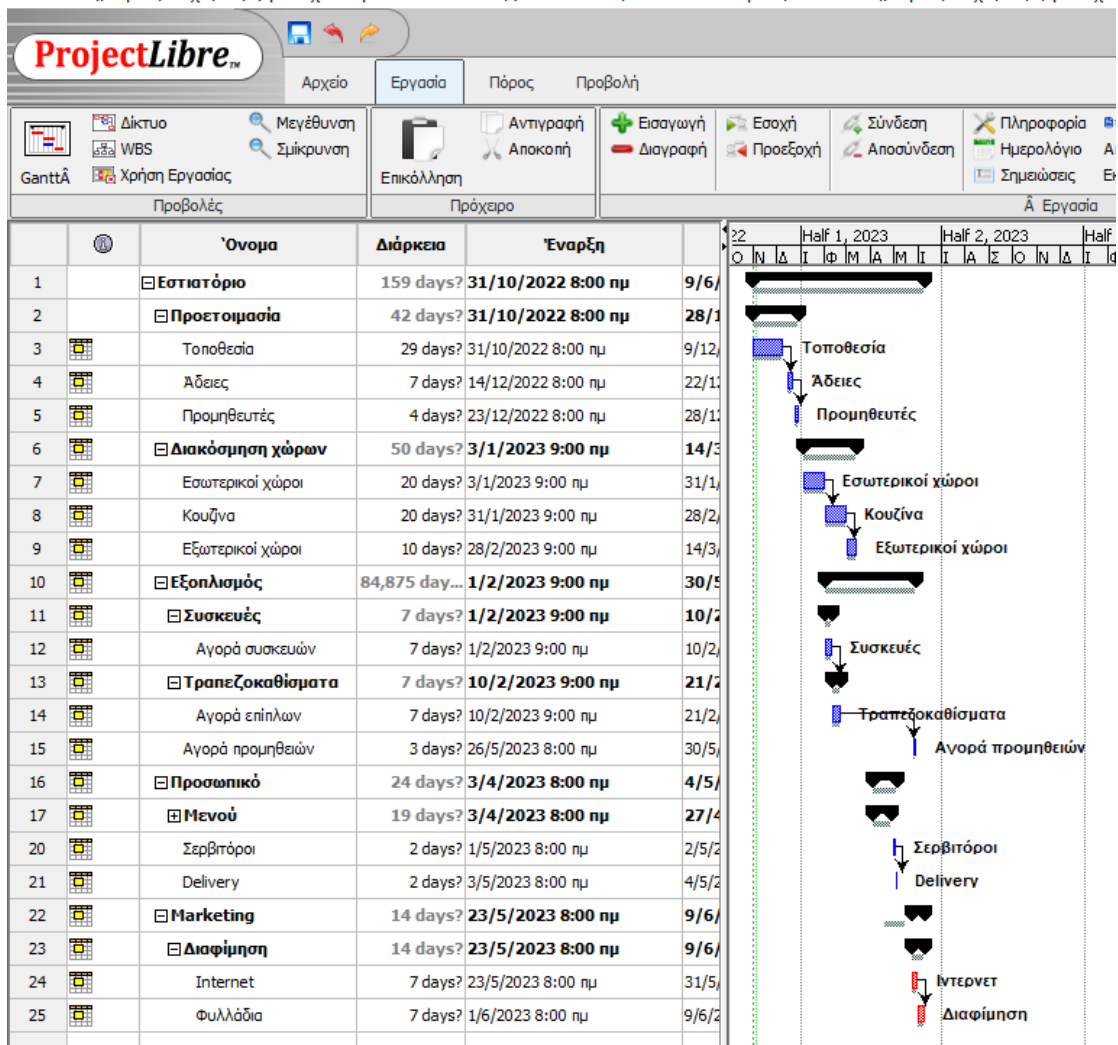 ProjectLibre™
Αρχείο Εργασία Πόρος Προβολή
Δίκτυο Μεγέθυνση Αντιγραφή Εισαγωγή Εσοχή Σύνδεση Πληροφορία
WBS Σμίκρυνση Αποκοπή Διαγραφή Προεξοχή Αποσύνδεση Ημερολόγιο
GanttÂ Χρήση Εργασίας Επικόλληση Σημειώσεις
Προβολές Πρόχειρο Â Εργασία
Όνομα Διάρκεια Έναρξη 22 Half 1, 2023 Half 2, 2023 Half
Ο Ν Δ Ι Φ Μ Α Μ Ι Ι Α Σ Ο Ν Δ Ι Φ
1 Εστιατόριο 159 days? 31/10/2022 8:00 πμ 9/6/
2 Προετοιμασία 42 days? 31/10/2022 8:00 πμ 28/1
3 Τοποθεσία 29 days? 31/10/2022 8:00 πμ 9/12/ Τοποθεσία
4 Άδειες 7 days? 14/12/2022 8:00 πμ 22/12 Άδειες
5 Προμηθευτές 4 days? 23/12/2022 8:00 πμ 28/12 Προμηθευτές
6 Διακόσμηση χώρων 50 days? 3/1/2023 9:00 πμ 14/3
7 Εσωτερικοί χώροι 20 days? 3/1/2023 9:00 πμ 31/1/ Εσωτερικοί χώροι
8 Κουζίνα 20 days? 31/1/2023 9:00 πμ 28/2/ Κουζίνα
9 Εξωτερικοί χώροι 10 days? 28/2/2023 9:00 πμ 14/3/ Εξωτερικοί χώροι
10 Εξοπλισμός 84,875 day... 1/2/2023 9:00 πμ 30/5
11 Συσκευές 7 days? 1/2/2023 9:00 πμ 10/2
12 Αγορά συσκευών 7 days? 1/2/2023 9:00 πμ 10/2/ Συσκευές
13 Τραπεζοκαθίσματα 7 days? 10/2/2023 9:00 πμ 21/2
14 Αγορά επίπλων 7 days? 10/2/2023 9:00 πμ 21/2/ Τραπεζοκαθίσματα
15 Αγορά προμηθειών 3 days? 26/5/2023 8:00 πμ 30/5/ Αγορά προμηθειών
16 Προσωπικό 24 days? 3/4/2023 8:00 πμ 4/5/
17 Μενού 19 days? 3/4/2023 8:00 πμ 27/4
20 Σερβιτόροι 2 days? 1/5/2023 8:00 πμ 2/5/2 Σερβιτόροι
21 Delivery 2 days? 3/5/2023 8:00 πμ 4/5/2 Delivery
22 Marketing 14 days? 23/5/2023 8:00 πμ 9/6/
23 Διαφίμηση 14 days? 23/5/2023 8:00 πμ 9/6/
24 Internet 7 days? 23/5/2023 8:00 πμ 31/5/ Ιντερνετ
25 Φυλλάδια 7 days? 1/6/2023 8:00 πμ 9/6/2 Διαφίμηση